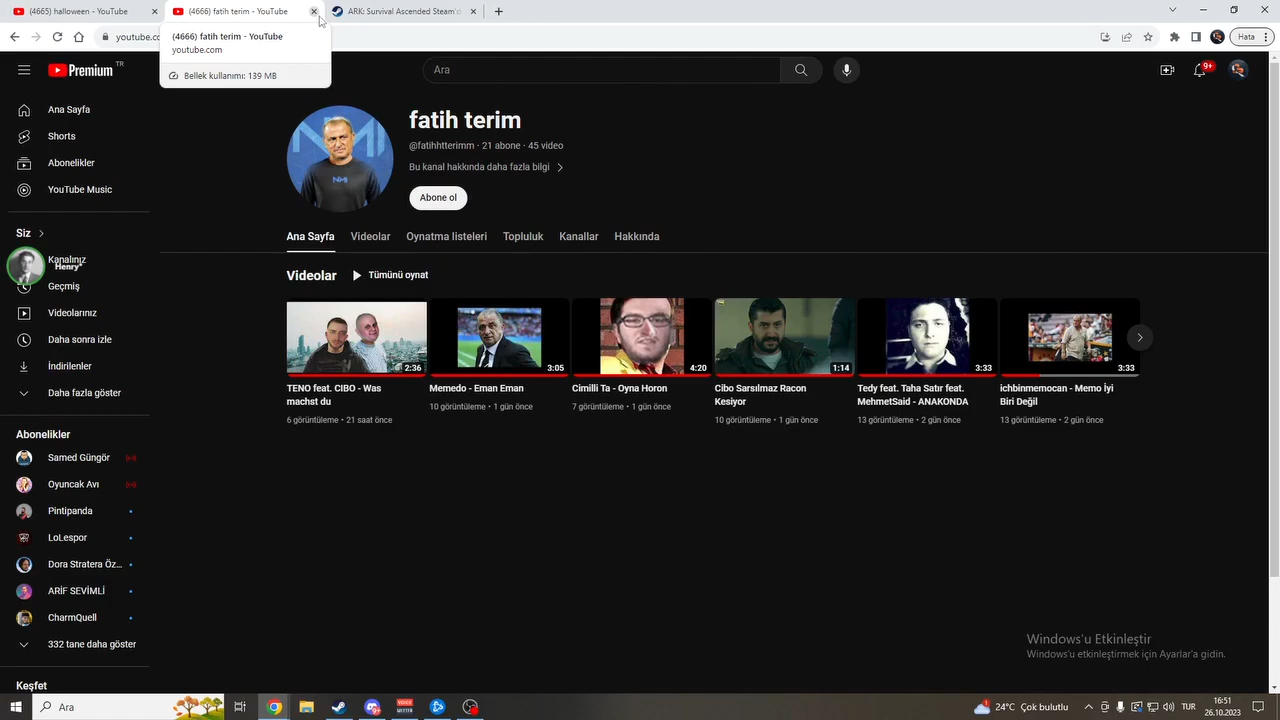 (4665) halloween - YouTube
(4666) fatih terim - YouTube
ARK: Survival Ascended Steam'd
youtube.co
Hata
(4666) fatih terim - YouTube
youtube.com
Bellek kullanımı: 139 MB
Premium TR
Ara
9+
Ana Sayfa
Shorts
Abonelikler
YouTube Music
Siz
Kanalınız
Henry*
Geçmiş
Videolarınız
Daha sonra izle
İndirilenler
Daha fazla göster
Abonelikler
Samed Güngör
Oyuncak Avı
Pintipanda
LoLespor
Dora Stratera Öz...
ARİF SEVİMLİ
CharmQuell
332 tane daha göster
Keşfet
fatih terim
@fatihhtterimm · 21 abone · 45 video
Bu kanal hakkında daha fazla bilgi
Abone ol
Ana Sayfa
Videolar
Oynatma listeleri
Topluluk
Kanallar
Hakkında
Videolar
Tümünü oynat
2:36
TENO feat. CIBO - Was
machst du
6 görüntüleme • 21 saat önce
3:05
Memedo - Eman Eman
10 görüntüleme • 1 gün önce
4:20
Cimilli Ta - Oyna Horon
7 görüntüleme • 1 gün önce
1:14
Cibo Sarsılmaz Racon
Kesiyor
10 görüntüleme • 1 gün önce
3:33
Tedy feat. Taha Satır feat.
MehmetSaid - ANAKONDA
13 görüntüleme • 2 gün önce
3:33
ichbinmemocan - Memo İyi
Biri Değil
13 görüntüleme • 2 gün önce
Windows'u Etkinleştir
Windows'u etkinleştirmek için Ayarlar'a gidin.
Ara
24°C Çok bulutlu
TUR
16:51
26.10.2023